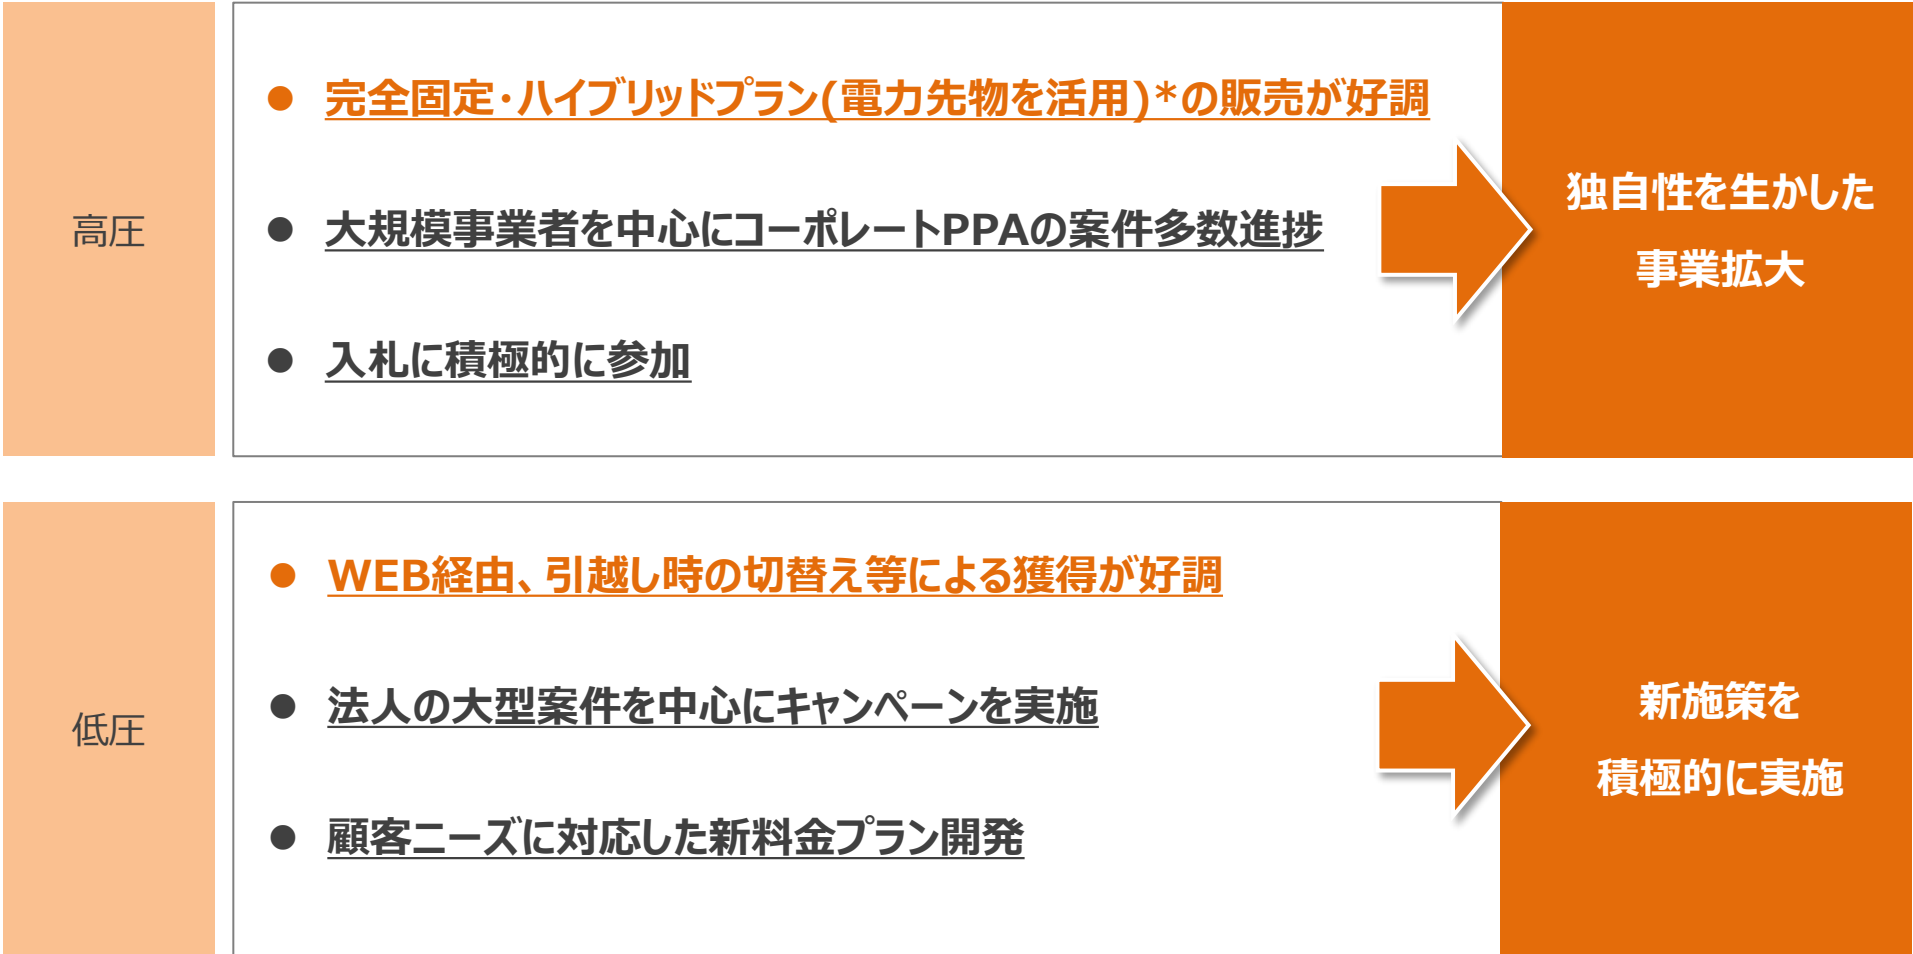 高圧
● 完全固定・ハイブリッドプラン(電力先物を活用)*の販売が好調
● 大規模事業者を中心にコーポレートPPAの案件多数進捗
● 入札に積極的に参加
独自性を生かした
事業拡大
低圧
● WEB経由、引越し時の切替え等による獲得が好調
● 法人の大型案件を中心にキャンペーンを実施
● 顧客ニーズに対応した新料金プラン開発
新施策を
積極的に実施